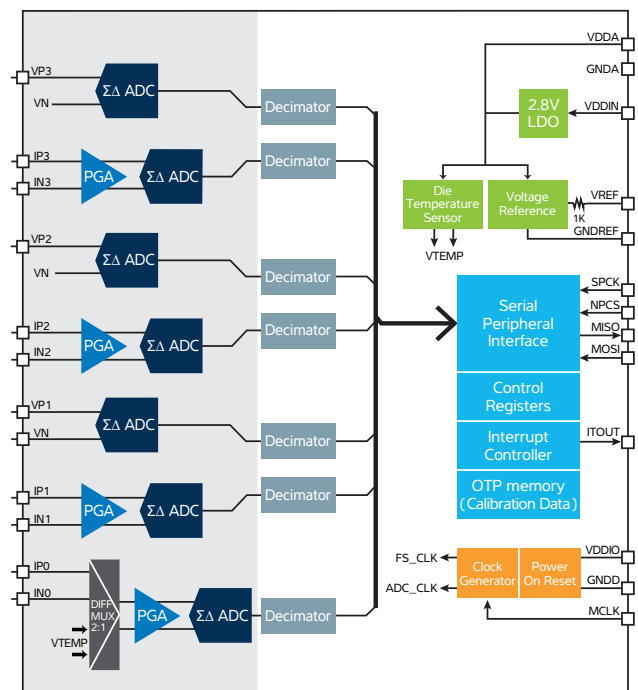 VP3
VN
ΣΔ ADC
Decimator
IP3
IN3
PGA
ΣΔ ADC
Decimator
VP2
VN
ΣΔ ADC
Decimator
IP2
IN2
PGA
ΣΔ ADC
Decimator
VP1
VN
ΣΔ ADC
Decimator
IP1
IN1
PGA
ΣΔ ADC
Decimator
IP0
IN0
VTEMP
DIFF
MUX
2:1
PGA
ΣΔ ADC
Decimator
VDDA
GNDA
2.8V
LDO
VDDIN
Die
Temperature
Sensor
VTEMP
Voltage
Reference
1K
VREF
GNDREF
Serial
Peripheral
Interface
SPCK
NPCS
MISO
MOSI
Control
Registers
Interrupt
Controller
ITOUT
OTP memory
(Calibration Data)
FS_CLK
ADC_CLK
Clock
Generator
Power
On Reset
VDDIO
GNDD
MCLK